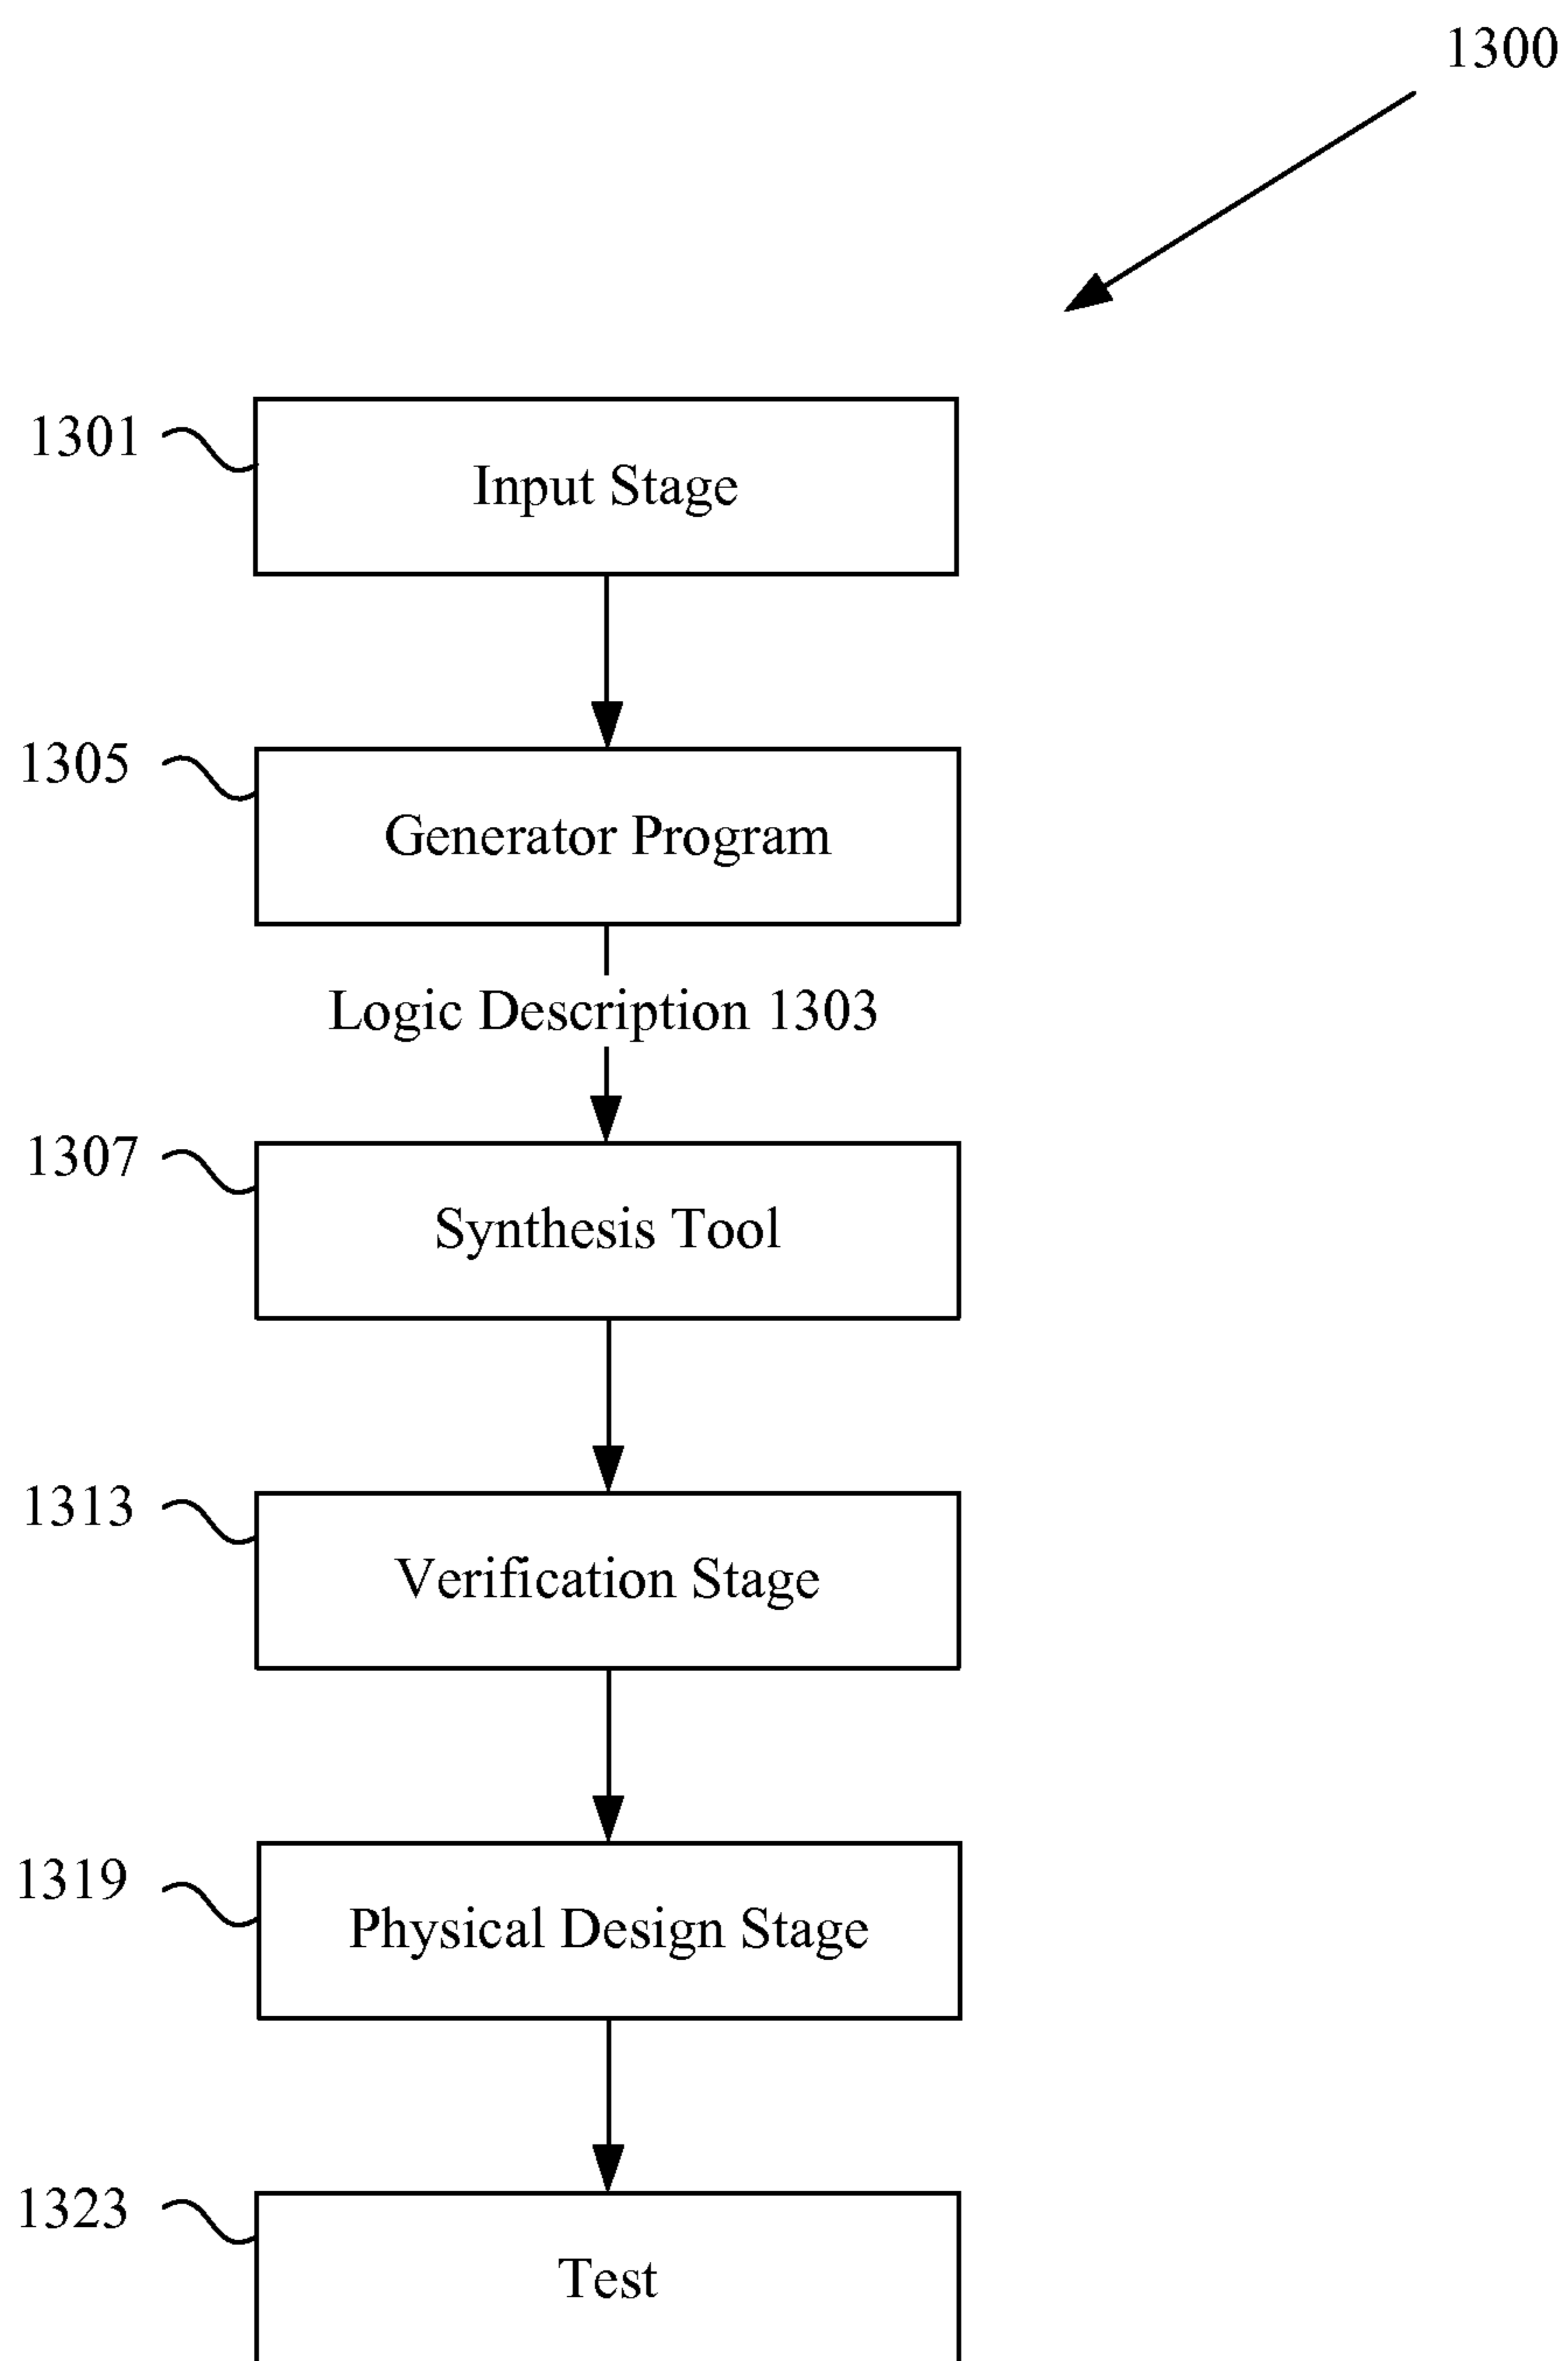 1300
1301
Input Stage
1305
Generator Program
Logic Description 1303
1307
Synthesis Tool
1313
Verification Stage
1319
Physical Design Stage
1323
Test